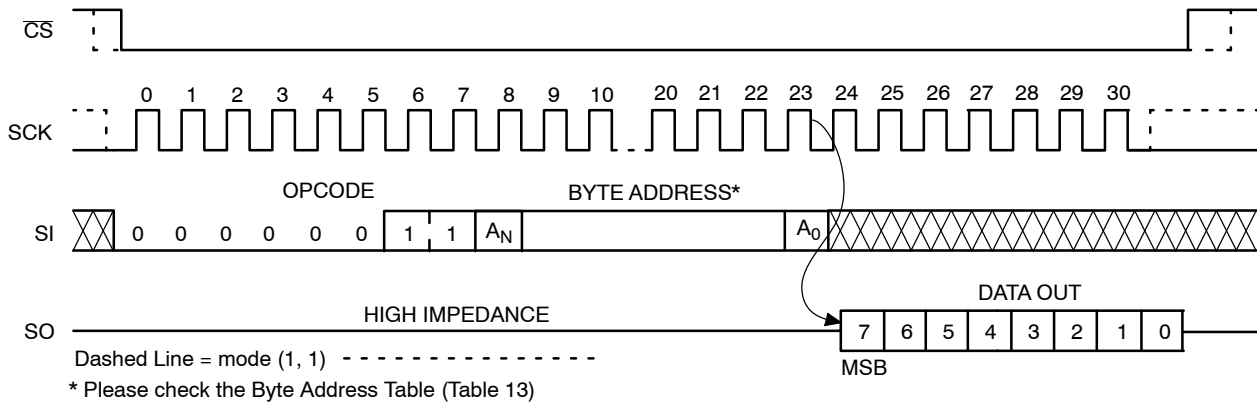 CS
0 1 2 3 4 5 6 7 8 9 10 20 21 22 23 24 25 26 27 28 29 30
SCK
OPCODE BYTE ADDRESS*
SI 0 0 0 0 0 0 1 1 AN A0
DATA OUT
HIGH IMPEDANCE
SO 7 6 5 4 3 2 1 0
Dashed Line = mode (1, 1) - - - - - - - - - - - - - -
MSB
* Please check the Byte Address Table (Table 13)